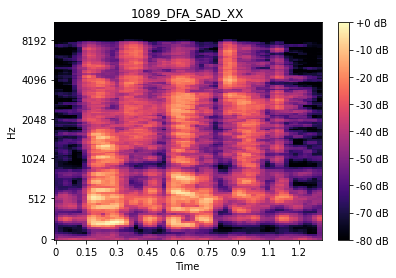 1089_DFA_SAD_XX
8192
4096
2048
1024
512
0
Hz
0 0.15 0.3 0.45 0.6 0.75 0.9 1.1 1.2
Time
+0 dB
-10 dB
-20 dB
-30 dB
-40 dB
-50 dB
-60 dB
-70 dB
-80 dB